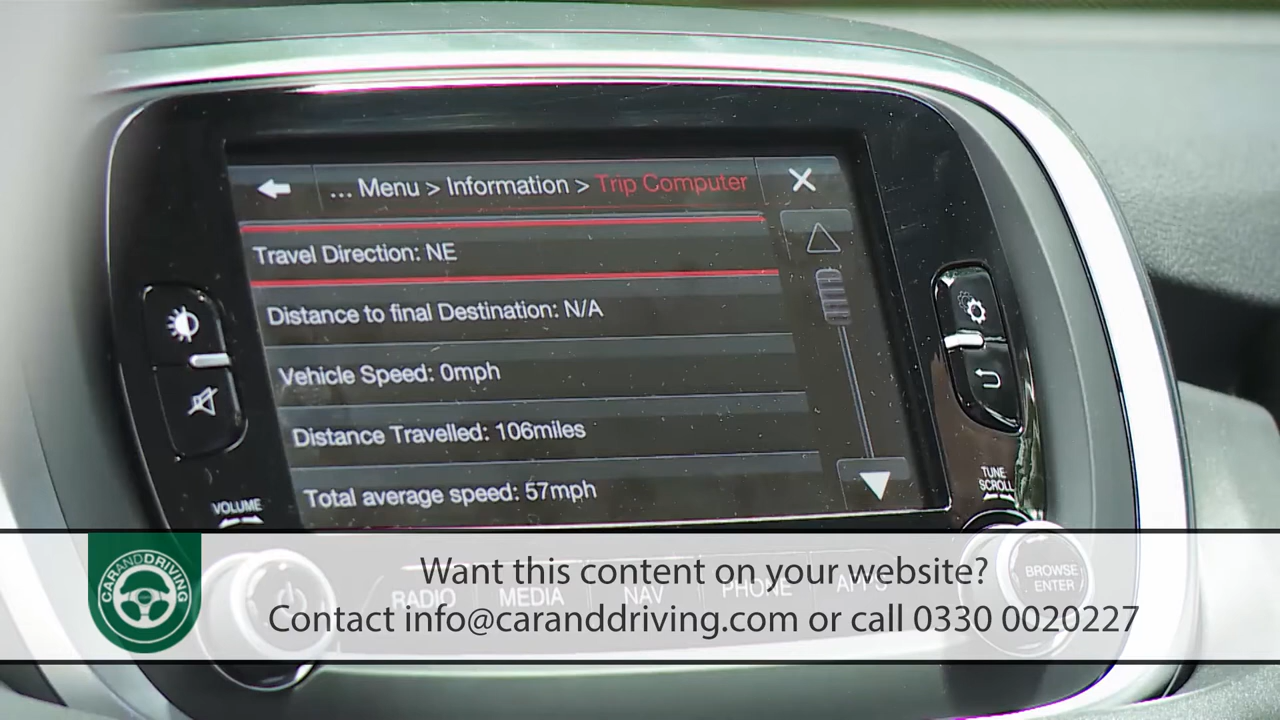 ... Menu > Information > Trip Computer
Travel Direction: NE
Distance to final Destination: N/A
Vehicle Speed: 0mph
Distance Travelled: 106miles
Total average speed: 57mph
VOLUME
TUNE
SCROLL
RADIO MEDIA NAV PHONE APPS
BROWSE
ENTER
CARANDDRIVING
Want this content on your website?
Contact info@caranddriving.com or call 0330 0020227